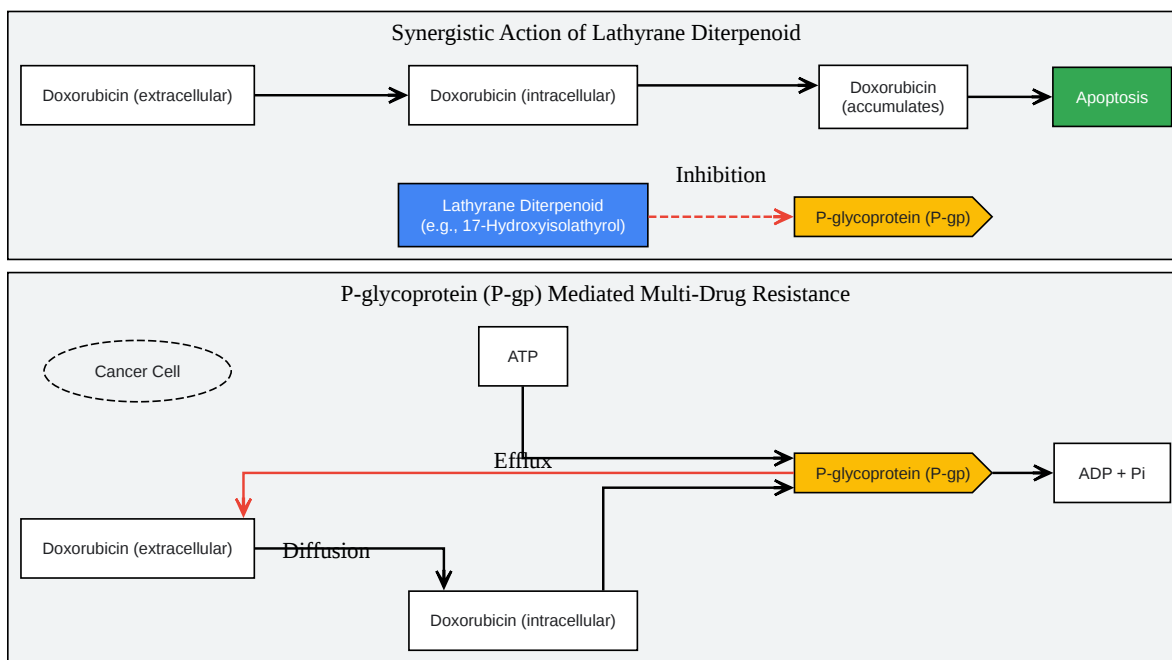 Synergistic Action of Lathyrane Diterpenoid
Doxorubicin (extracellular)
Doxorubicin (intracellular)
Doxorubicin
(accumulates)
Apoptosis
Inhibition
Lathyrane Diterpenoid
(e.g., 17-Hydroxyisolathyrol)
P-glycoprotein (P-gp)
P-glycoprotein (P-gp) Mediated Multi-Drug Resistance
ATP
Cancer Cell
Efflux
P-glycoprotein (P-gp)
ADP + Pi
Doxorubicin (extracellular)
Diffusion
Doxorubicin (intracellular)